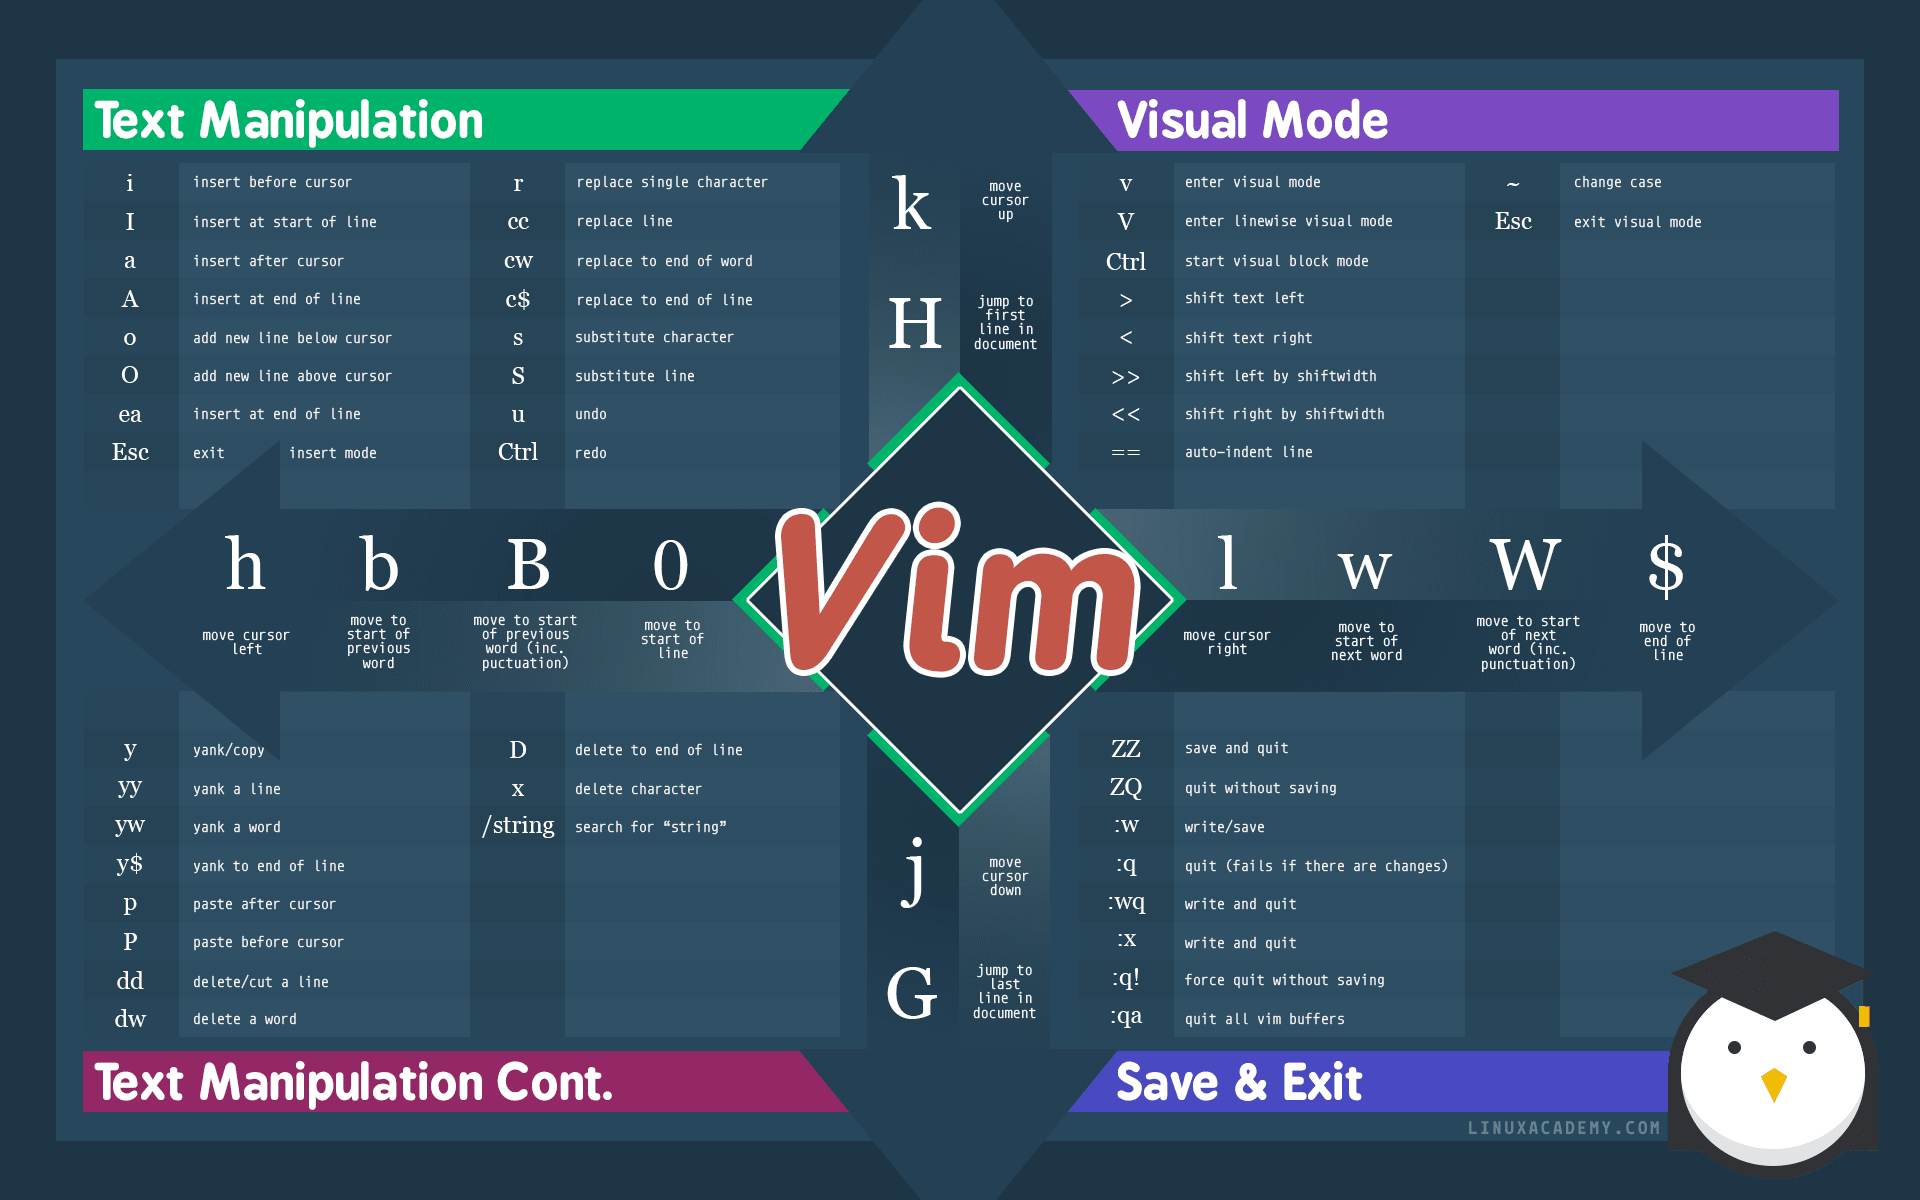 Text Manipulation
i insert before cursor
I insert at start of line
a insert after cursor
A insert at end of line
o add new line below cursor
O add new line above cursor
ea insert at end of line
Esc exit insert mode
r replace single character
cc replace line
cw replace to end of word
c$ replace to end of line
s substitute character
S substitute line
u undo
Ctrl redo
k
move
cursor
up
H
jump to
first
line in
document
Visual Mode
v enter visual mode
V enter linewise visual mode
Ctrl start visual block mode
> shift text left
< shift text right
>> shift left by shiftwidth
<< shift right by shiftwidth
== auto-indent line
~ change case
Esc exit visual mode
h
move cursor
left
b
move to
start of
previous
word
B
move to start
of previous
word (inc.
puctuation)
0
move to
start of
line
Vim
l
move cursor
right
w
move to
start of
next word
W
move to start
of next
word (inc.
punctuation)
$
move to
end of
line
y yank/copy
yy yank a line
yw yank a word
y$ yank to end of line
p paste after cursor
P paste before cursor
dd delete/cut a line
dw delete a word
D delete to end of line
x delete character
/string search for “string”
Text Manipulation Cont.
j
move
cursor
down
G
jump to
last
line in
document
ZZ save and quit
ZQ quit without saving
:w write/save
:q quit (fails if there are changes)
:wq write and quit
:x write and quit
:q! force quit without saving
:qa quit all vim buffers
Save & Exit
LINUXACADEMY.COM